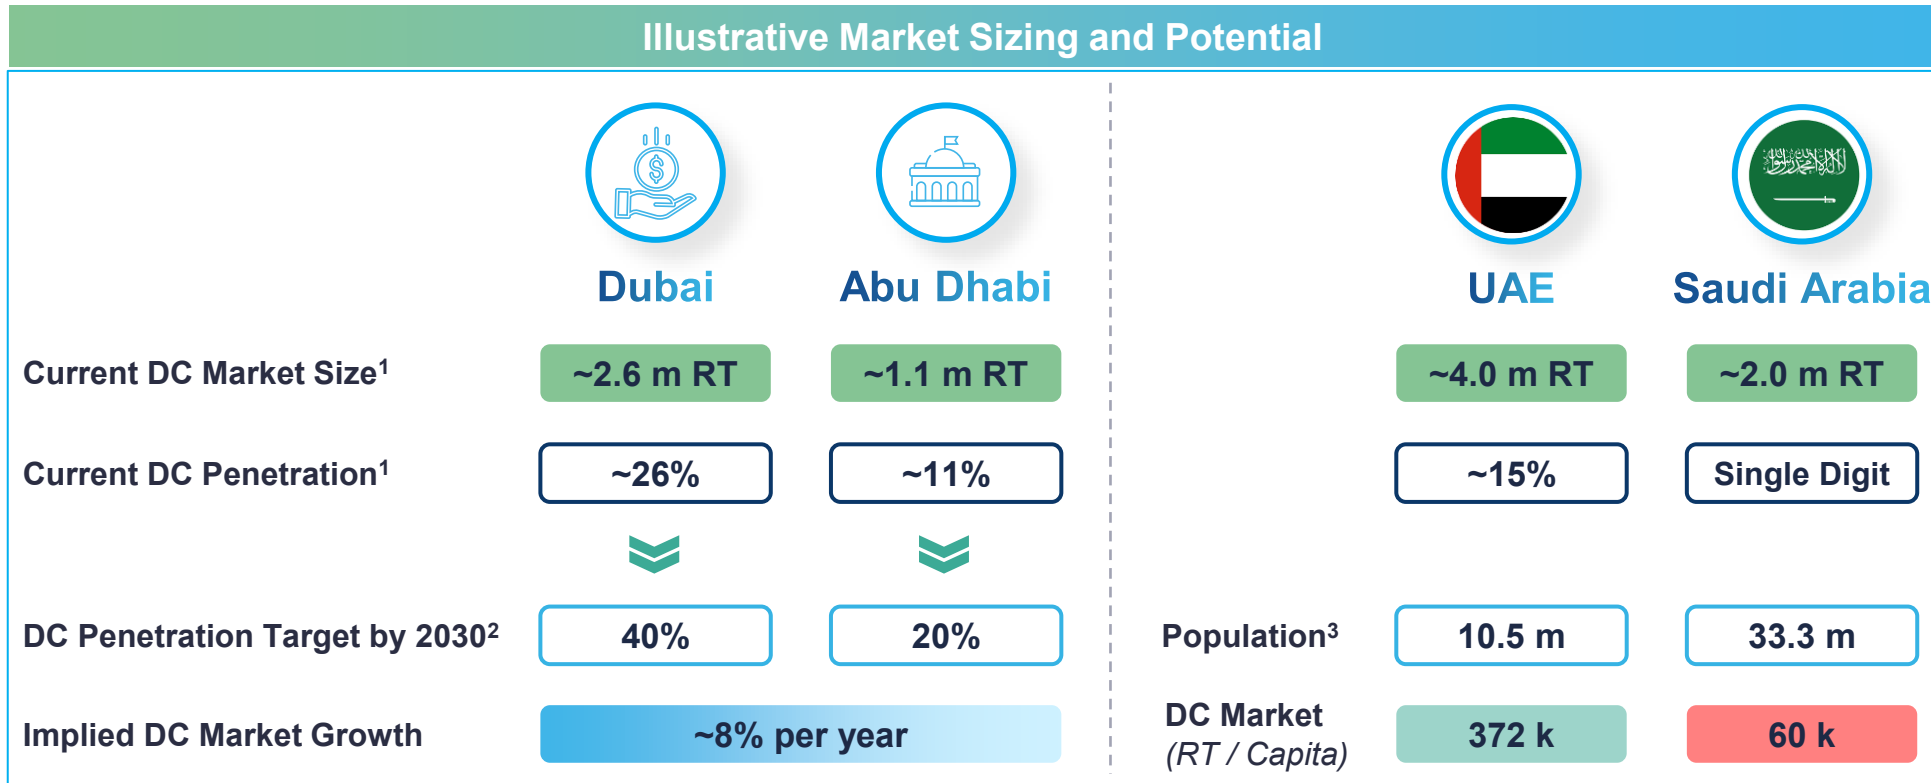 Illustrative Market Sizing and Potential
Dubai
Abu Dhabi
UAE
Saudi Arabia
Current DC Market Size¹
~2.6 m RT
~1.1 m RT
~4.0 m RT
~2.0 m RT
Current DC Penetration¹
~26%
~11%
~15%
Single Digit
DC Penetration Target by 2030²
40%
20%
Population³
10.5 m
33.3 m
Implied DC Market Growth
~8% per year
DC Market
(RT / Capita)
372 k
60 k